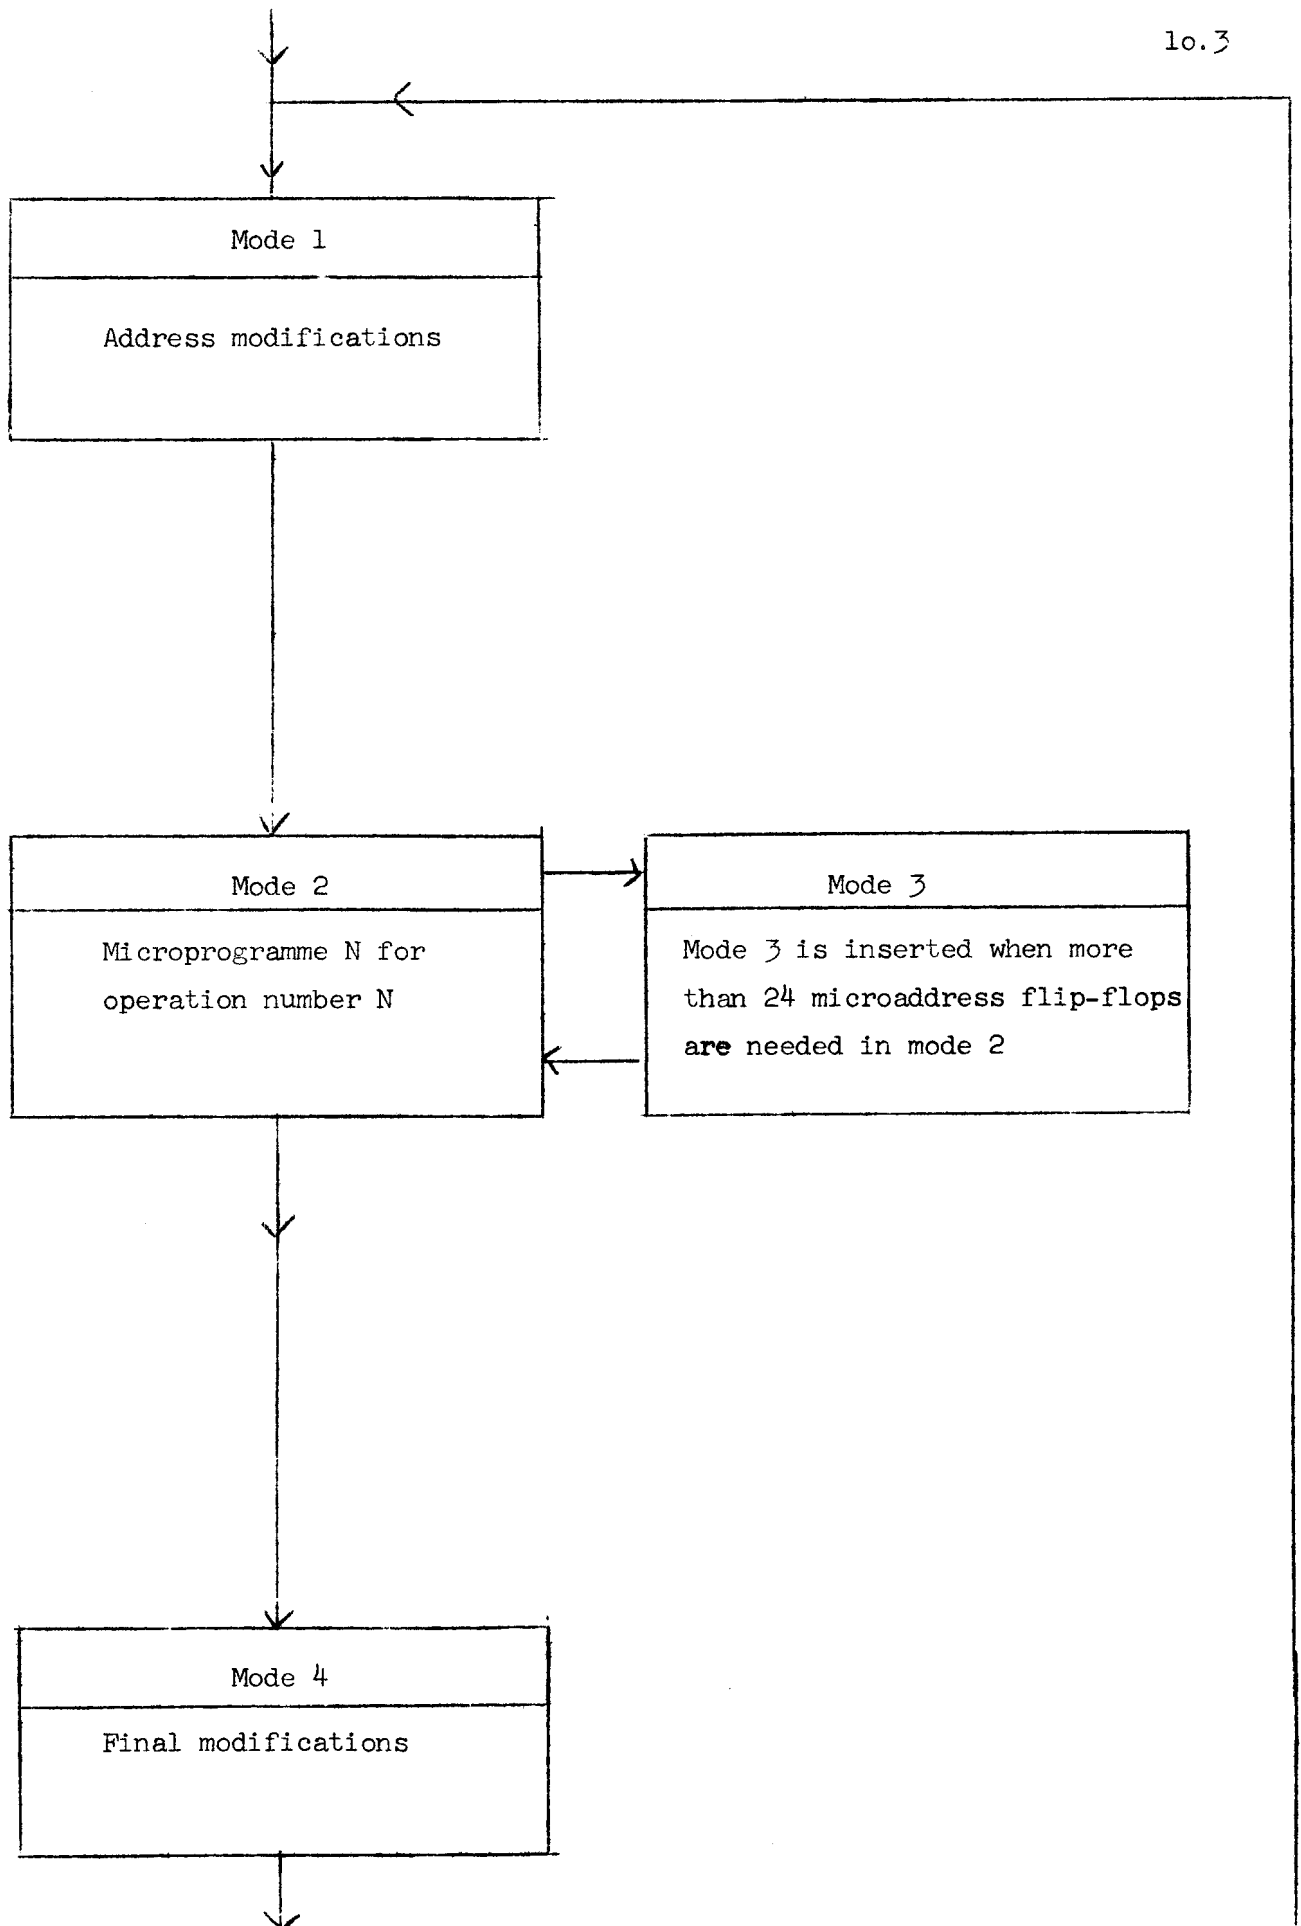 lo.3
Mode 1
Address modifications
Mode 2
Microprogramme N for
operation number N
Mode 3
Mode 3 is inserted when more
than 24 microaddress flip-flops
are needed in mode 2
Mode 4
Final modifications